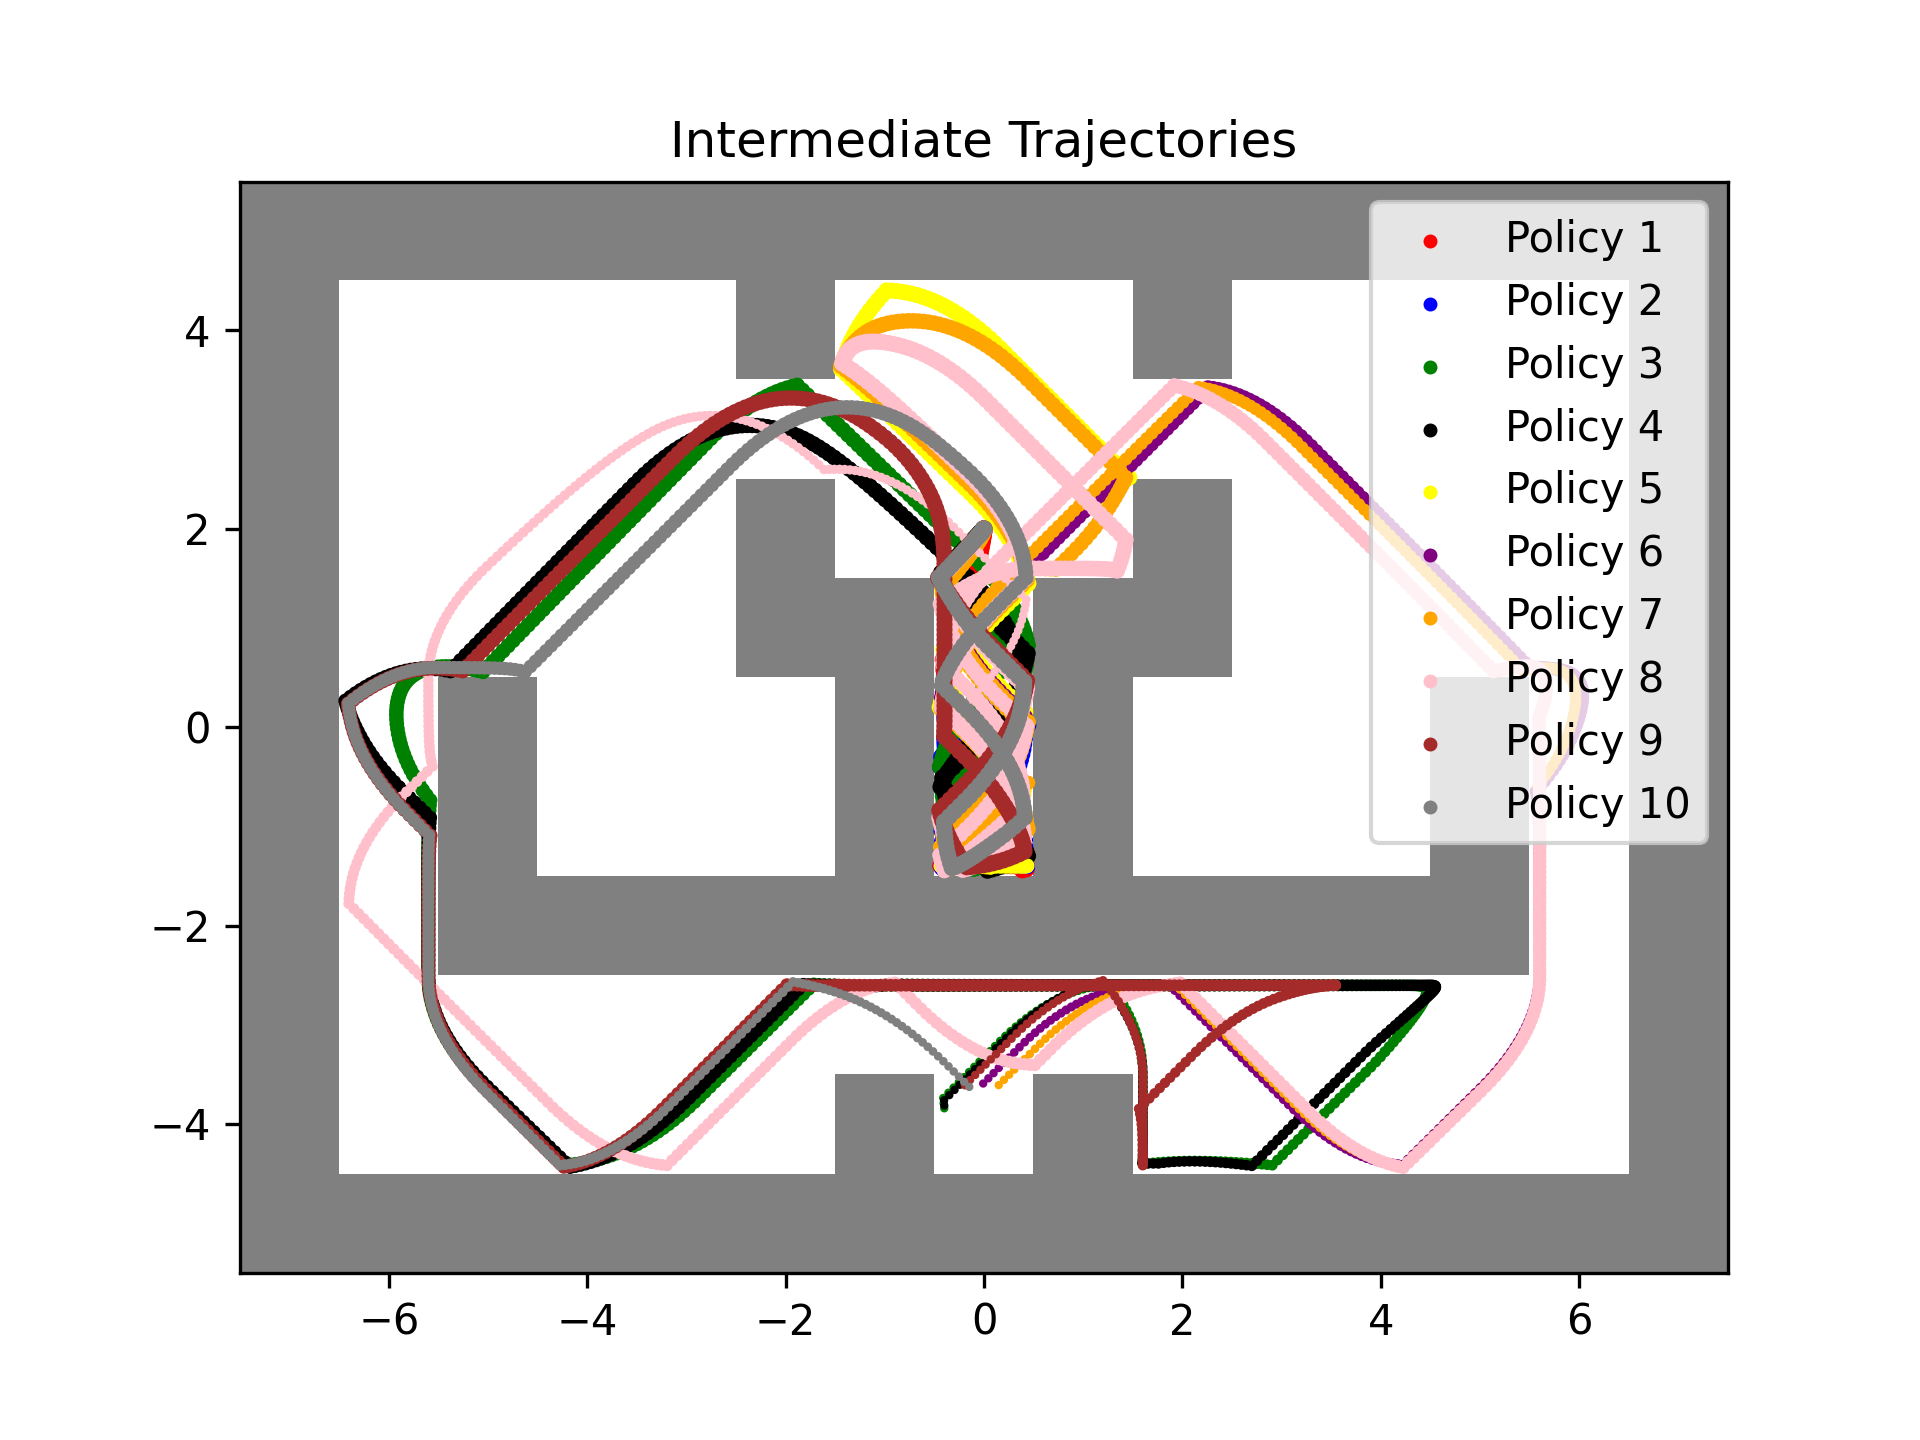 Intermediate Trajectories
Policy 1
Policy 2
Policy 3
Policy 4
Policy 5
Policy 6
Policy 7
Policy 8
Policy 9
Policy 10
4
2
0
−2
−4
−6 −4 −2 0 2 4 6